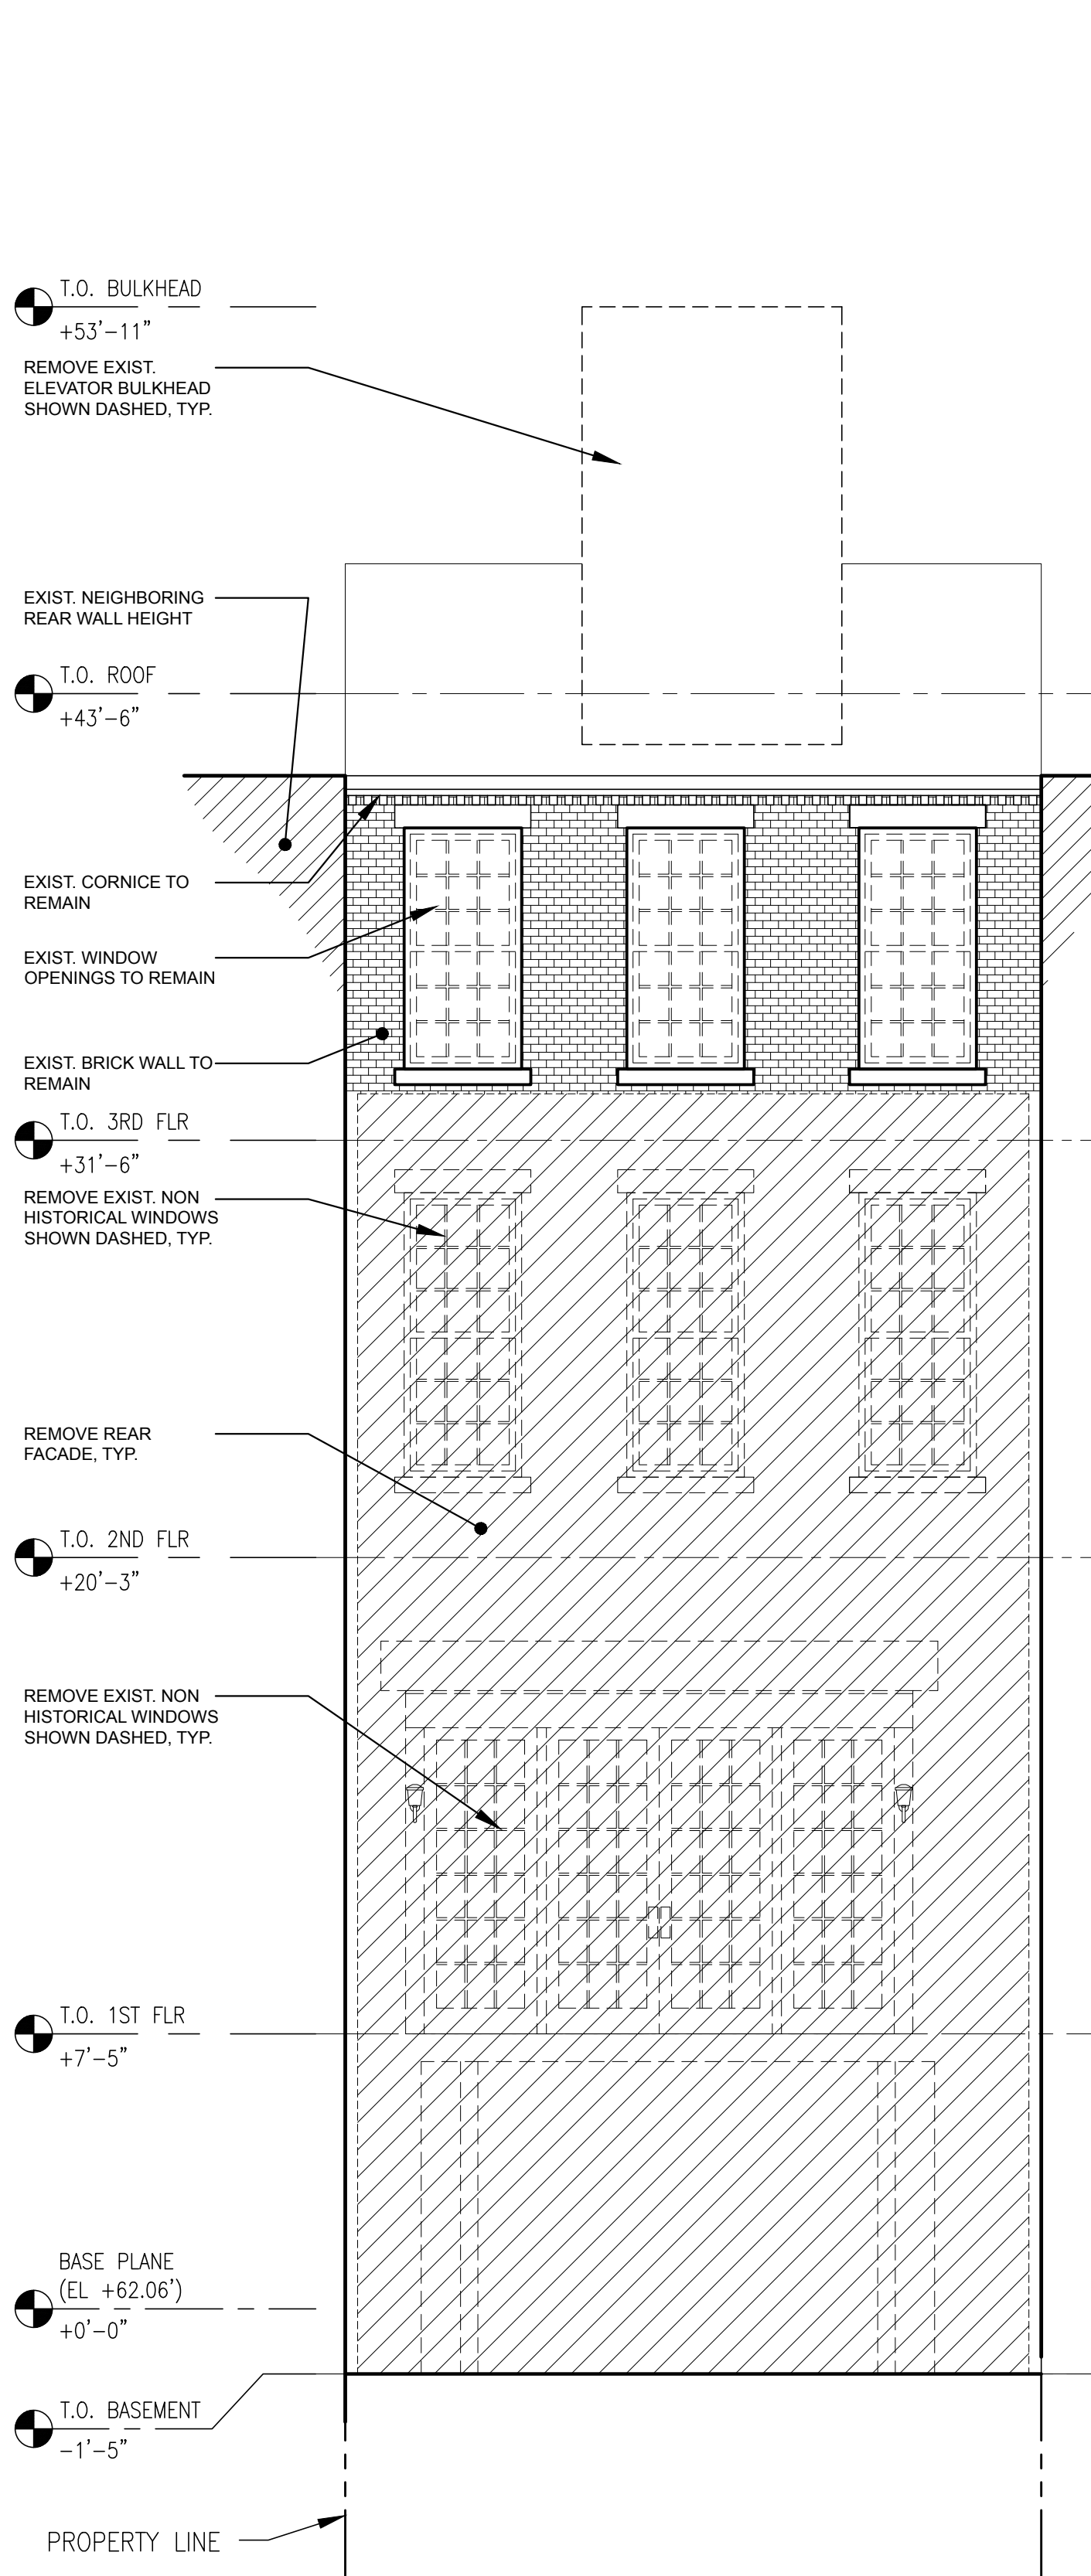 T.O. BULKHEAD
+53'-11"
REMOVE EXIST.
ELEVATOR BULKHEAD
SHOWN DASHED, TYP.
EXIST. NEIGHBORING
REAR WALL HEIGHT
T.O. ROOF
+43'-6"
EXIST. CORNICE TO
REMAIN
EXIST. WINDOW
OPENINGS TO REMAIN
EXIST. BRICK WALL TO
REMAIN
T.O. 3RD FLR
+31'-6"
REMOVE EXIST. NON
HISTORICAL WINDOWS
SHOWN DASHED, TYP.
REMOVE REAR
FACADE, TYP.
T.O. 2ND FLR
+20'-3"
REMOVE EXIST. NON
HISTORICAL WINDOWS
SHOWN DASHED, TYP.
T.O. 1ST FLR
+7'-5"
BASE PLANE
(EL +62.06')
+0'-0"
T.O. BASEMENT
-1'-5"
PROPERTY LINE